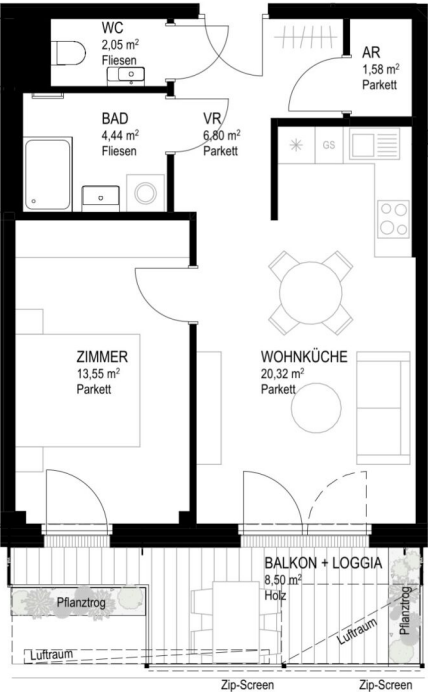 WC
2,05 m²
Fliesen
AR
1,58 m²
Parkett
BAD
4,44 m²
Fliesen
VR
6,80 m²
Parkett
GS
ZIMMER
13,55 m²
Parkett
WOHNKÜCHE
20,32 m²
Parkett
BALKON + LOGGIA
8,50 m²
Holz
Pflanztrog
Pflanztrog
Luftraum
Luftraum
Zip-Screen
Zip-Screen